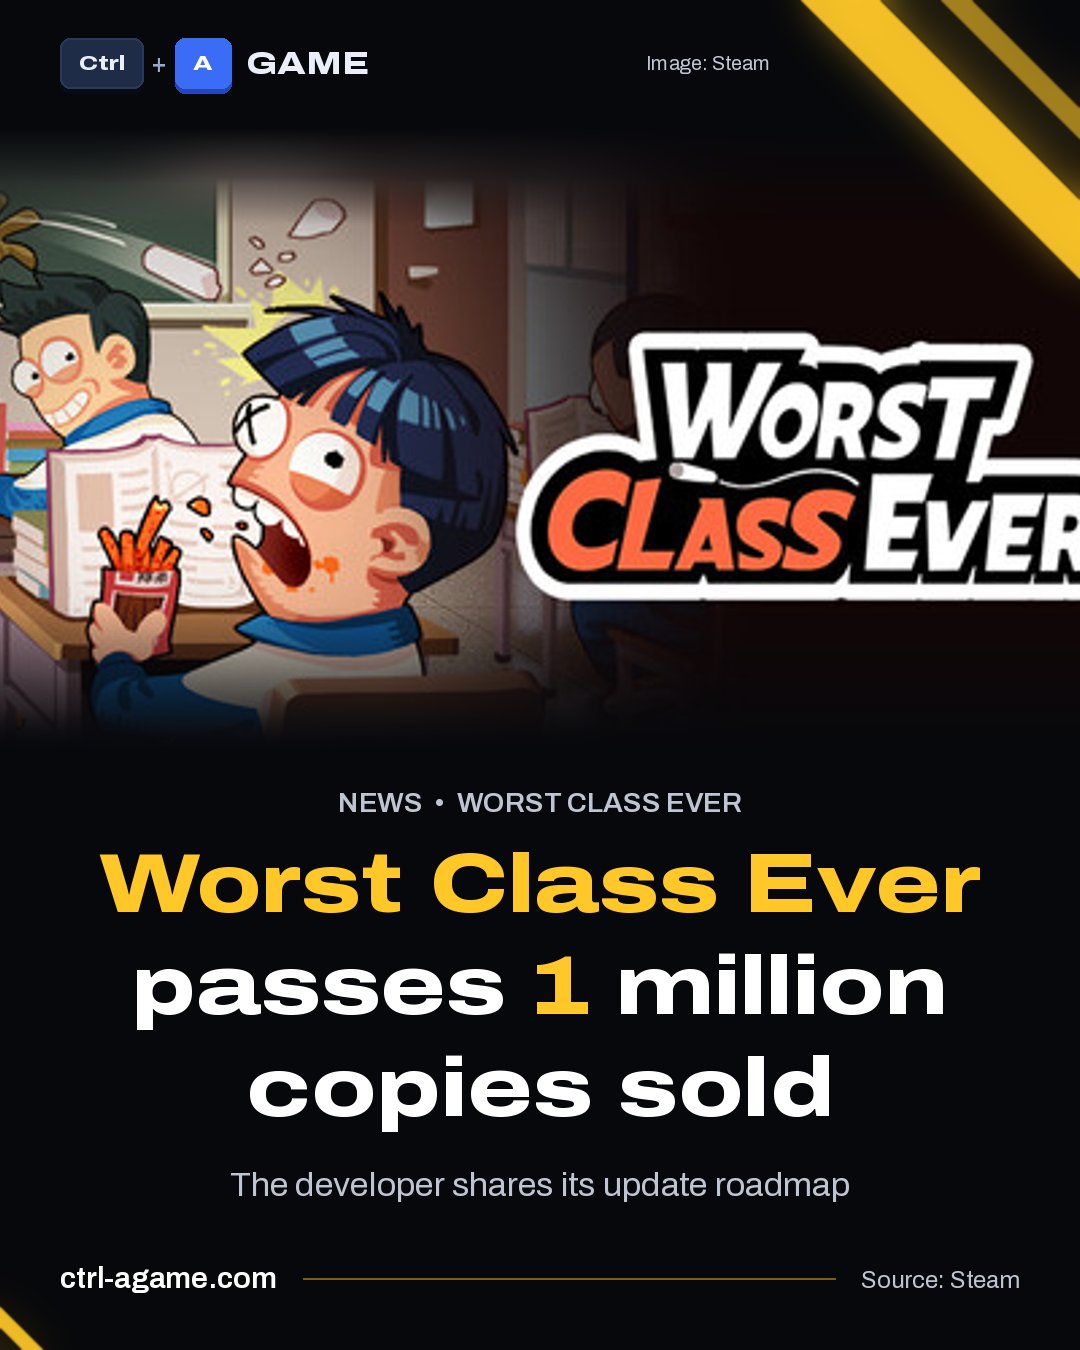 Ctrl + A GAME
Image: Steam
WORST
CLASS EVER
NEWS • WORST CLASS EVER
Worst Class Ever
passes 1 million
copies sold
The developer shares its update roadmap
ctrl-agame.com
Source: Steam